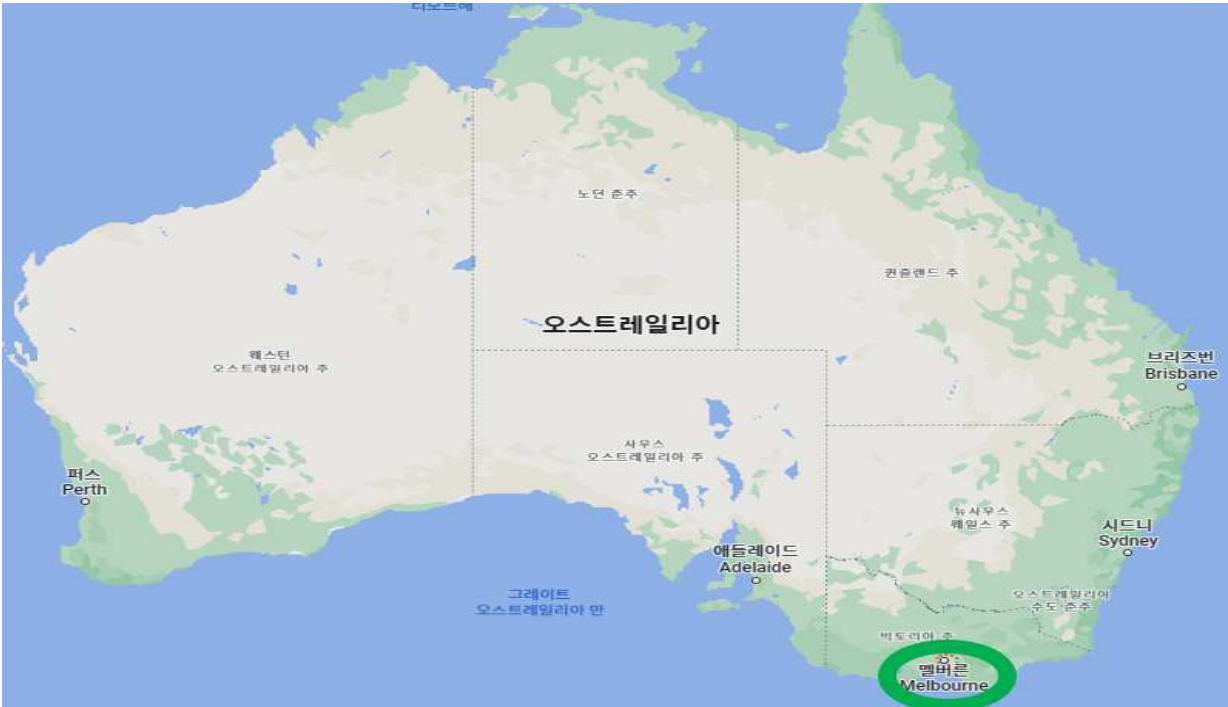 티모르해
노던 준주
퀸즐랜드 주
오스트레일리아
웨스턴
오스트레일리아 주
브리즈번
Brisbane
사우스
오스트레일리아 주
퍼스
Perth
뉴사우스
웨일스 주
시드니
Sydney
애들레이드
Adelaide
그레이트
오스트레일리아 만
오스트레일리아
수도 준주
빅토리아 주
멜버른
Melbourne